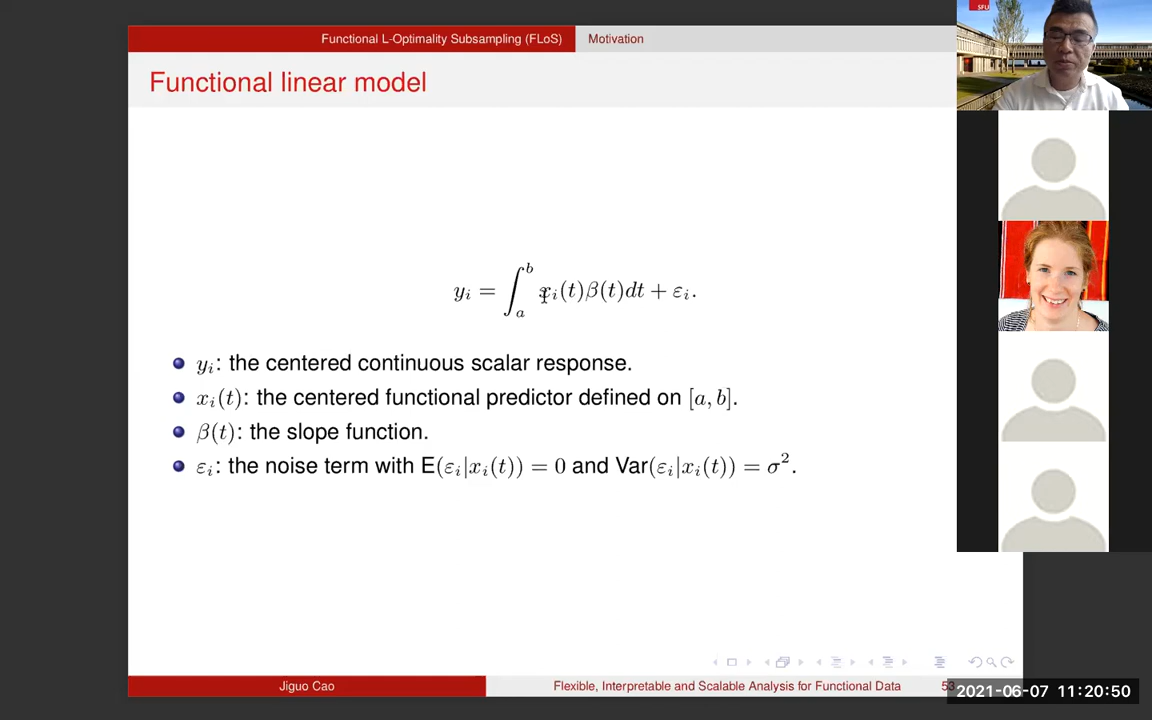 Functional L-Optimality Subsampling (FLoS) Motivation
SFU
Functional linear model
y_i = ∫_a^b x_i(t)β(t)dt + ε_i.
y_i: the centered continuous scalar response.
x_i(t): the centered functional predictor defined on [a, b].
β(t): the slope function.
ε_i: the noise term with E(ε_i|x_i(t)) = 0 and Var(ε_i|x_i(t)) = σ².
Jiguo Cao Flexible, Interpretable and Scalable Analysis for Functional Data
2021-06-07 11:20:50